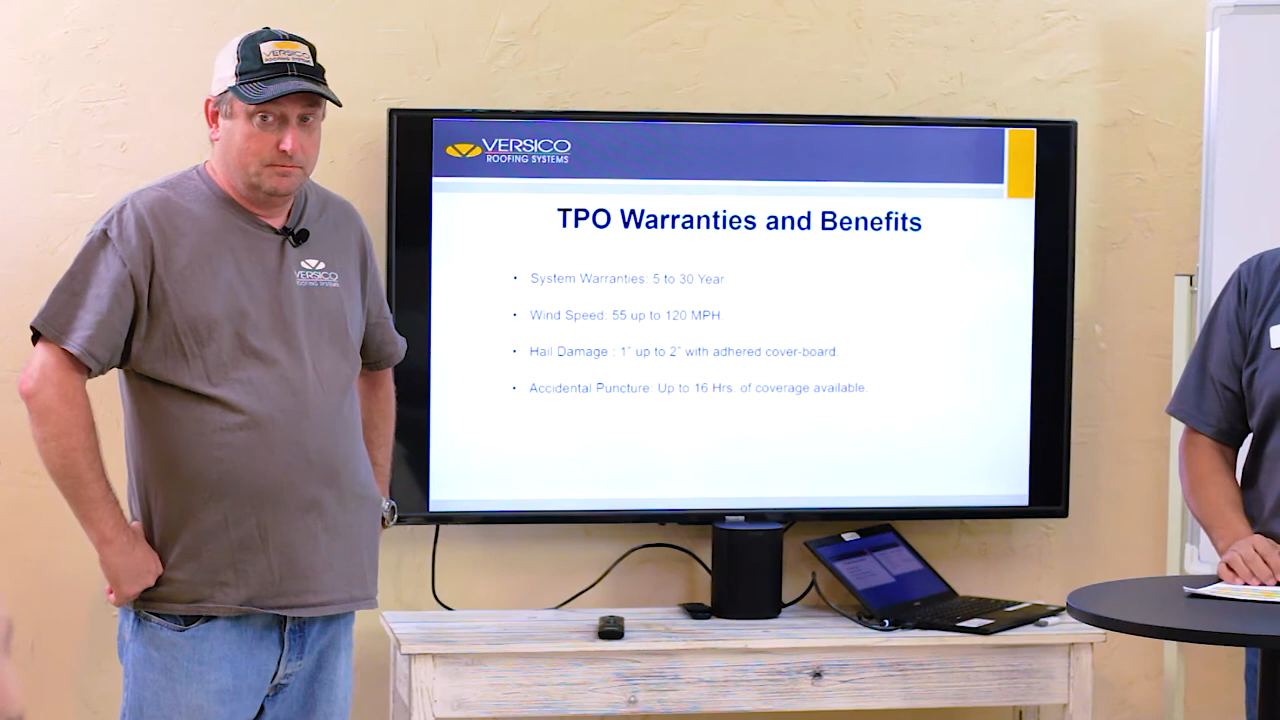 VERSICO
ROOFING SYSTEMS
VERSICO
ROOFING SYSTEMS
VERSICO
ROOFING SYSTEMS
TPO Warranties and Benefits
• System Warranties: 5 to 30 Year
• Wind Speed: 55 up to 120 MPH
• Hail Damage : 1" up to 2" with adhered cover-board.
• Accidental Puncture: Up to 16 Hrs. of coverage available.